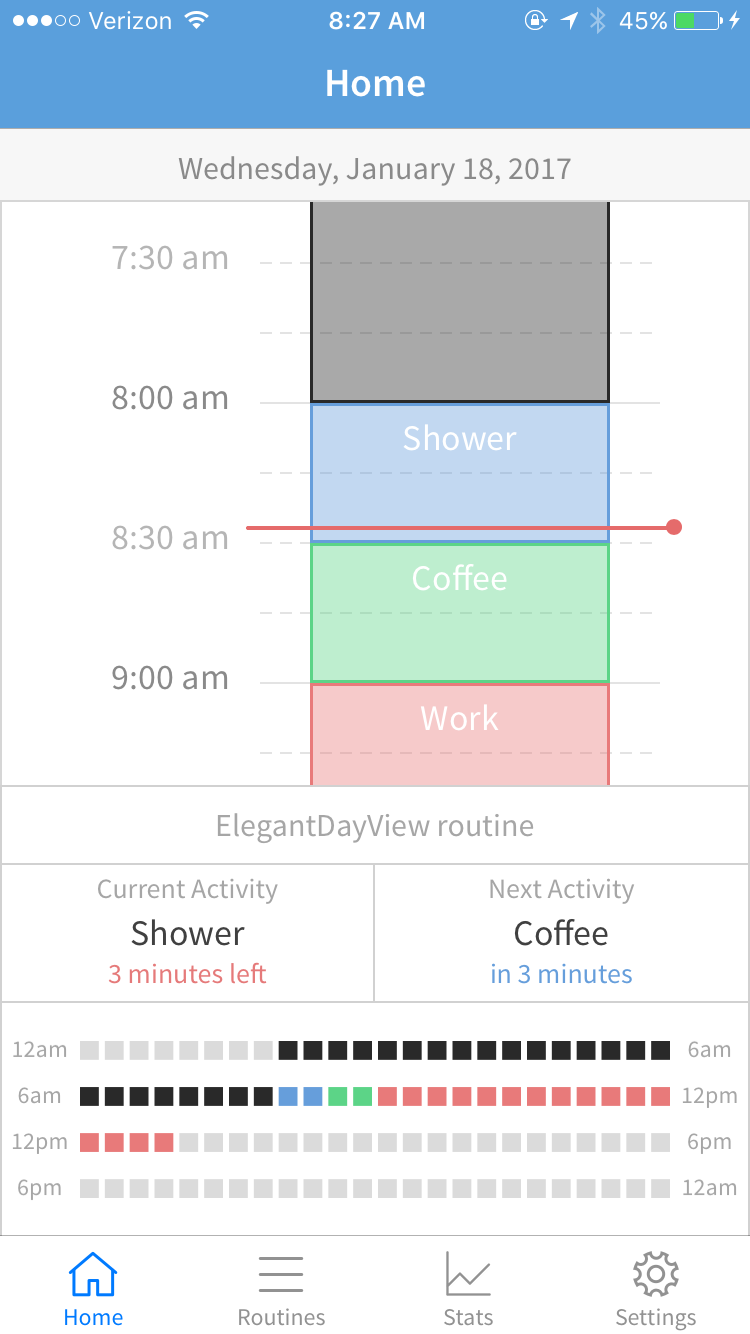 Verizon 8:27 AM 45%
Home
Wednesday, January 18, 2017
7:30 am
8:00 am
Shower
8:30 am
Coffee
9:00 am
Work
ElegantDayView routine
Current Activity Next Activity
Shower Coffee
3 minutes left in 3 minutes
12am 6am
6am 12pm
12pm 6pm
6pm 12am
Home Routines Stats Settings